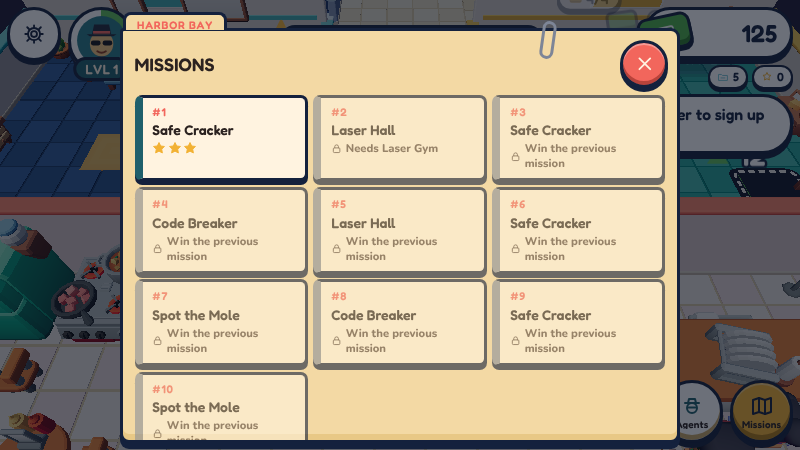 HARBOR BAY
MISSIONS
125
LVL 1
5
0
er to sign up
#1
Safe Cracker
#2
Laser Hall
Needs Laser Gym
#3
Safe Cracker
Win the previous
mission
#4
Code Breaker
Win the previous
mission
#5
Laser Hall
Win the previous
mission
#6
Safe Cracker
Win the previous
mission
#7
Spot the Mole
Win the previous
mission
#8
Code Breaker
Win the previous
mission
#9
Safe Cracker
Win the previous
mission
#10
Spot the Mole
Win the previous
mission
gents
Missions